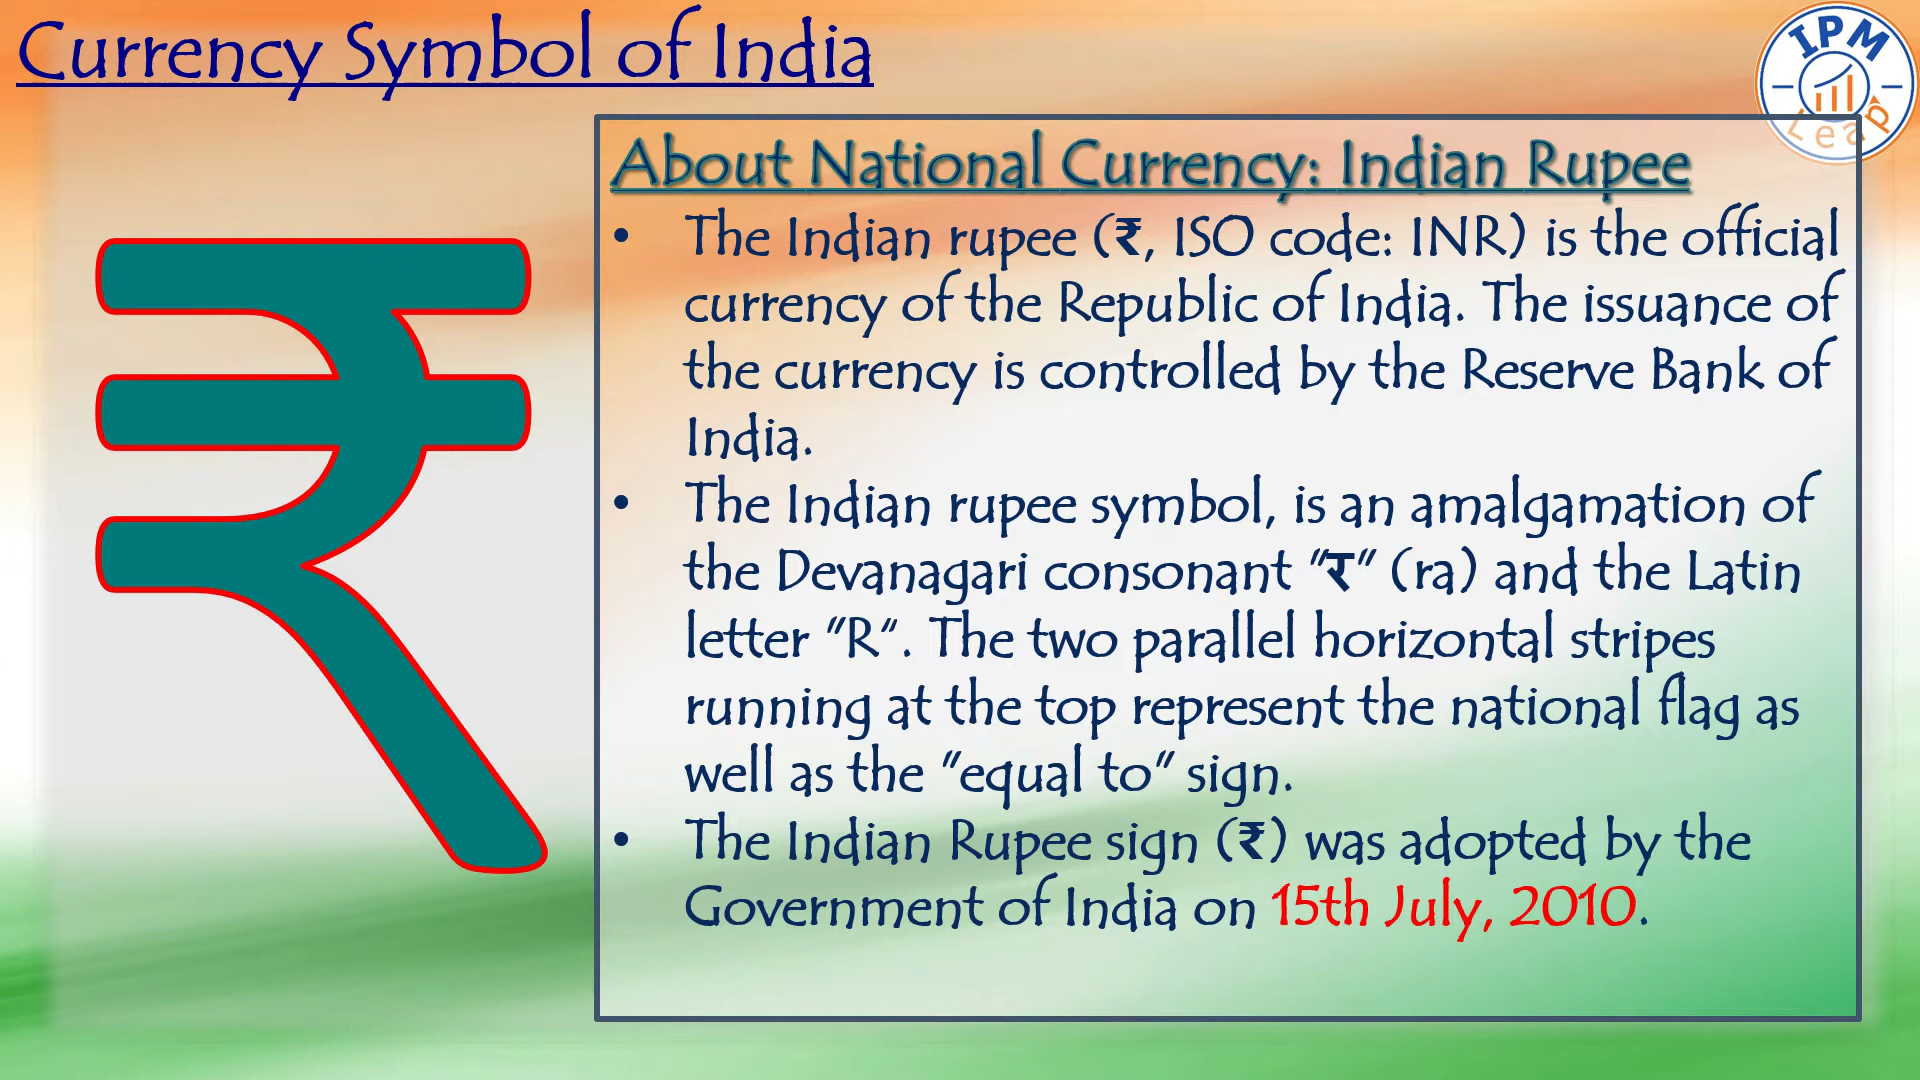 Currency Symbol of India
IPM
Leap
₹
About National Currency: Indian Rupee
• The Indian rupee (₹, ISO code: INR) is the official
currency of the Republic of India. The issuance of
the currency is controlled by the Reserve Bank of
India.
• The Indian rupee symbol, is an amalgamation of
the Devanagari consonant "र" (ra) and the Latin
letter "R". The two parallel horizontal stripes
running at the top represent the national flag as
well as the "equal to" sign.
• The Indian Rupee sign (₹) was adopted by the
Government of India on 15th July, 2010.